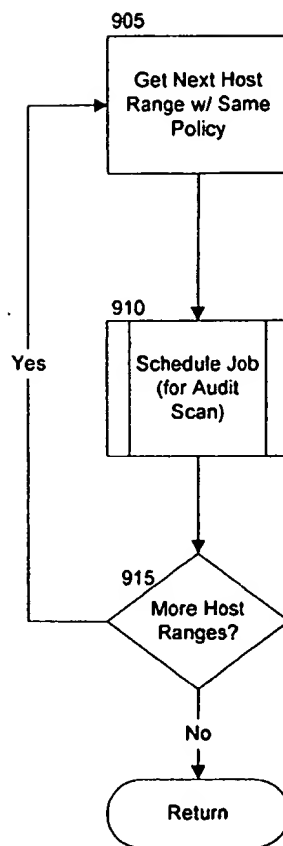 905
Get Next Host
Range w/ Same
Policy
910
Yes
Schedule Job
(for Audit
Scan)
915
More Host
Ranges?
No
Return